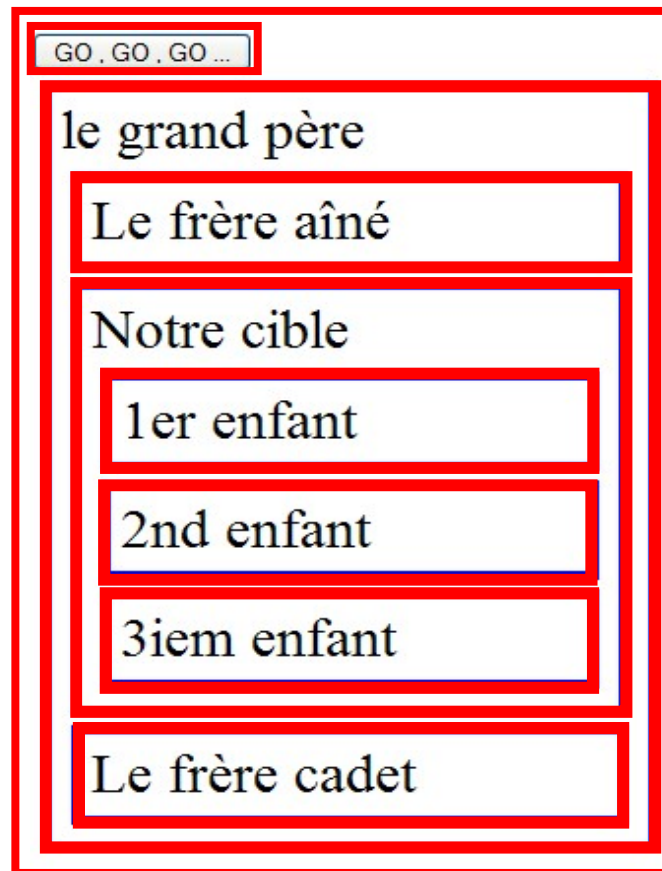 GO , GO , GO ...
le grand père
Le frère aîné
Notre cible
1er enfant
2nd enfant
3iem enfant
Le frère cadet